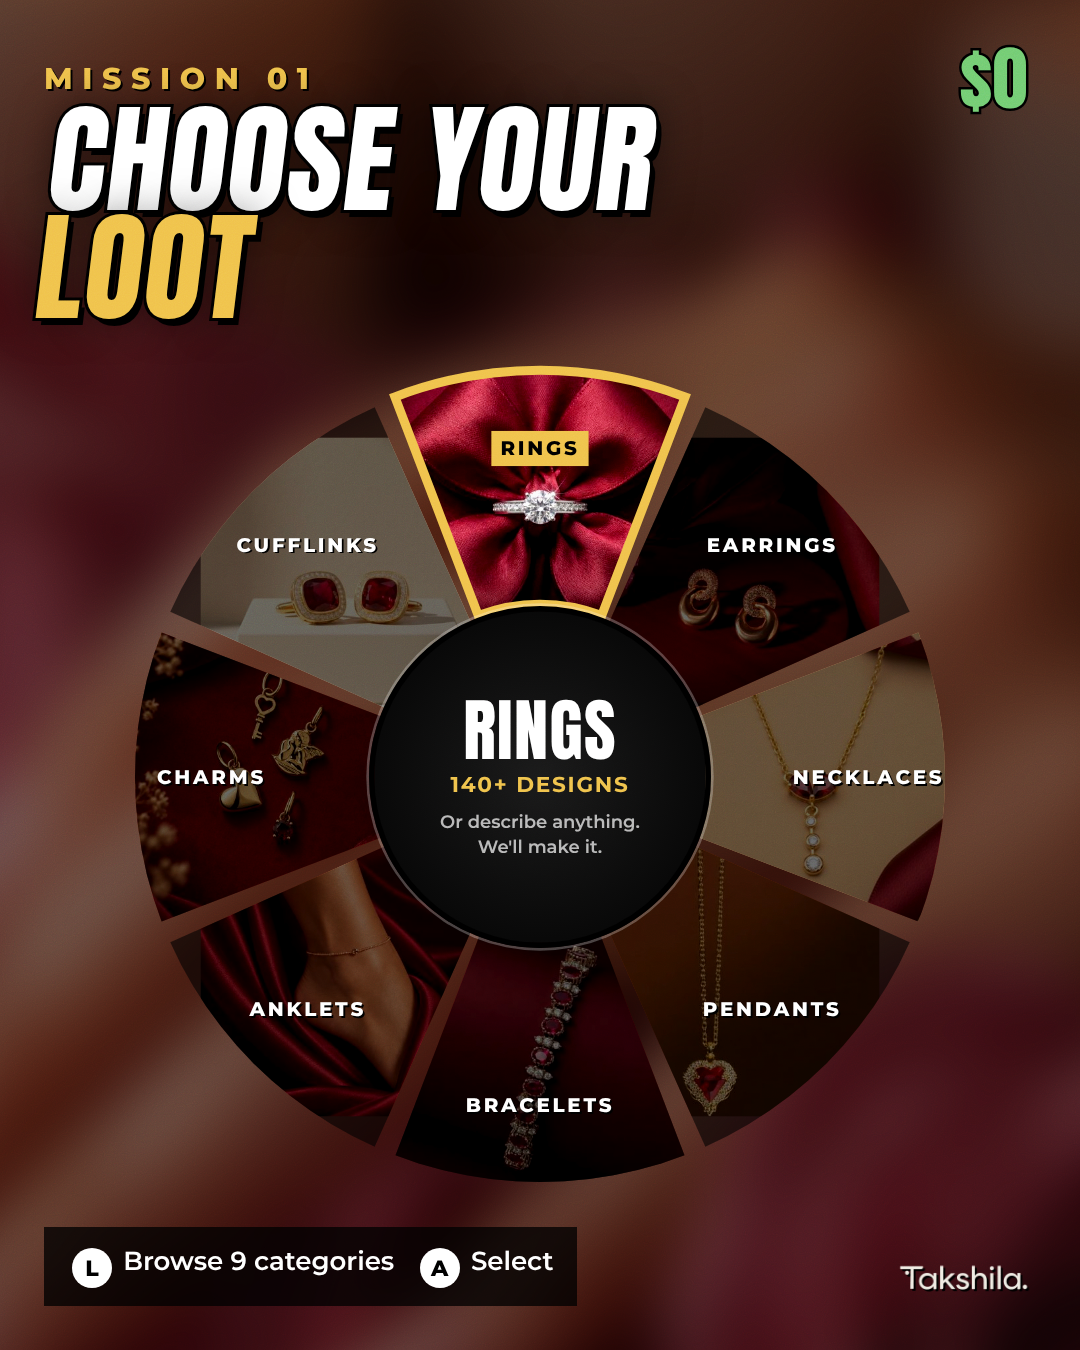 MISSION 01
$0
CHOOSE YOUR
LOOT
RINGS
CUFFLINKS
EARRINGS
RINGS
140+ DESIGNS
Or describe anything.
We'll make it.
CHARMS
NECKLACES
ANKLETS
PENDANTS
BRACELETS
L Browse 9 categories A Select
Takshila.